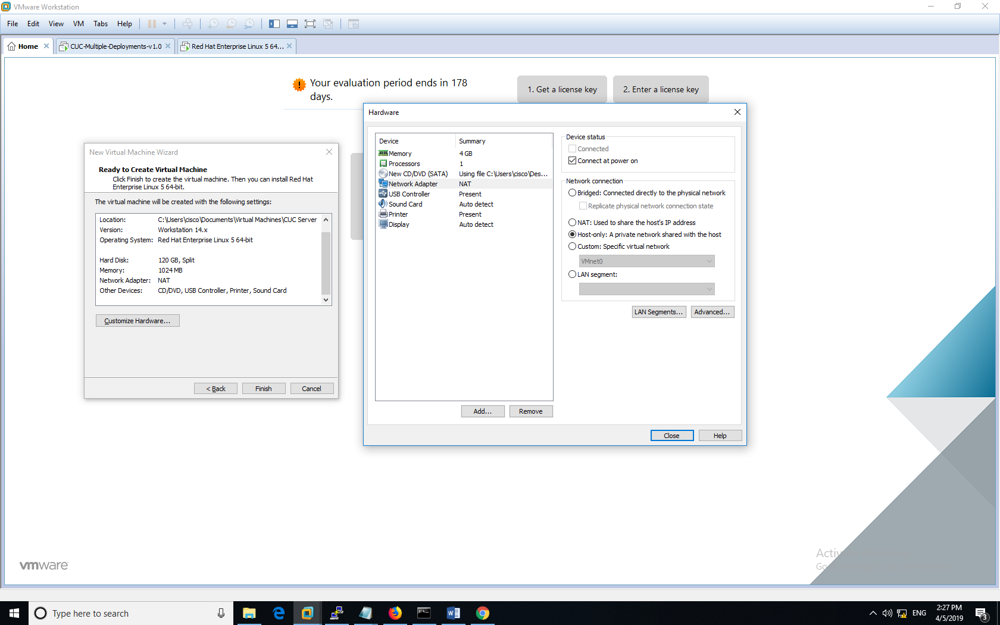 VMware Workstation
File Edit View VM Tabs Help
Home
CUC-Multiple-Deployments-v1.0
Red Hat Enterprise Linux 5 64...
Your evaluation period ends in 178
days.
1. Get a license key
2. Enter a license key
New Virtual Machine Wizard
Ready to Create Virtual Machine
Click Finish to create the virtual machine. Then you can install Red Hat
Enterprise Linux 5 64-bit.
The virtual machine will be created with the following settings:
Location: C:\Users\cisco\Documents\Virtual Machines\CUC Server
Version: Workstation 14.x
Operating System: Red Hat Enterprise Linux 5 64-bit
Hard Disk: 120 GB, Split
Memory: 1024 MB
Network Adapter: NAT
Other Devices: CD/DVD, USB Controller, Printer, Sound Card
Customize Hardware...
< Back Finish Cancel
Hardware
Device Summary
Memory 4 GB
Processors 1
New CD/DVD (SATA) Using file C:\Users\cisco\Des...
Network Adapter NAT
USB Controller Present
Sound Card Auto detect
Printer Present
Display Auto detect
Add... Remove
Device status
Connected
Connect at power on
Network connection
Bridged: Connected directly to the physical network
Replicate physical network connection state
NAT: Used to share the host's IP address
Host-only: A private network shared with the host
Custom: Specific virtual network
VMnet0
LAN segment:
LAN Segments... Advanced...
Close Help
vmware
Type here to search
ENG
2:27 PM
4/5/2019
3